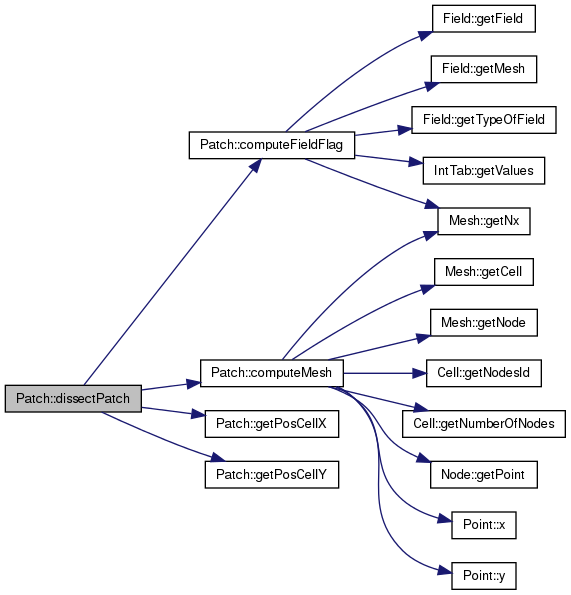 Field::getField
Field::getMesh
Field::getTypeOfField
Patch::computeFieldFlag
IntTab::getValues
Mesh::getNx
Mesh::getCell
Mesh::getNode
Patch::computeMesh
Cell::getNodesId
Patch::dissectPatch
Patch::getPosCellX
Cell::getNumberOfNodes
Patch::getPosCellY
Node::getPoint
Point::x
Point::y